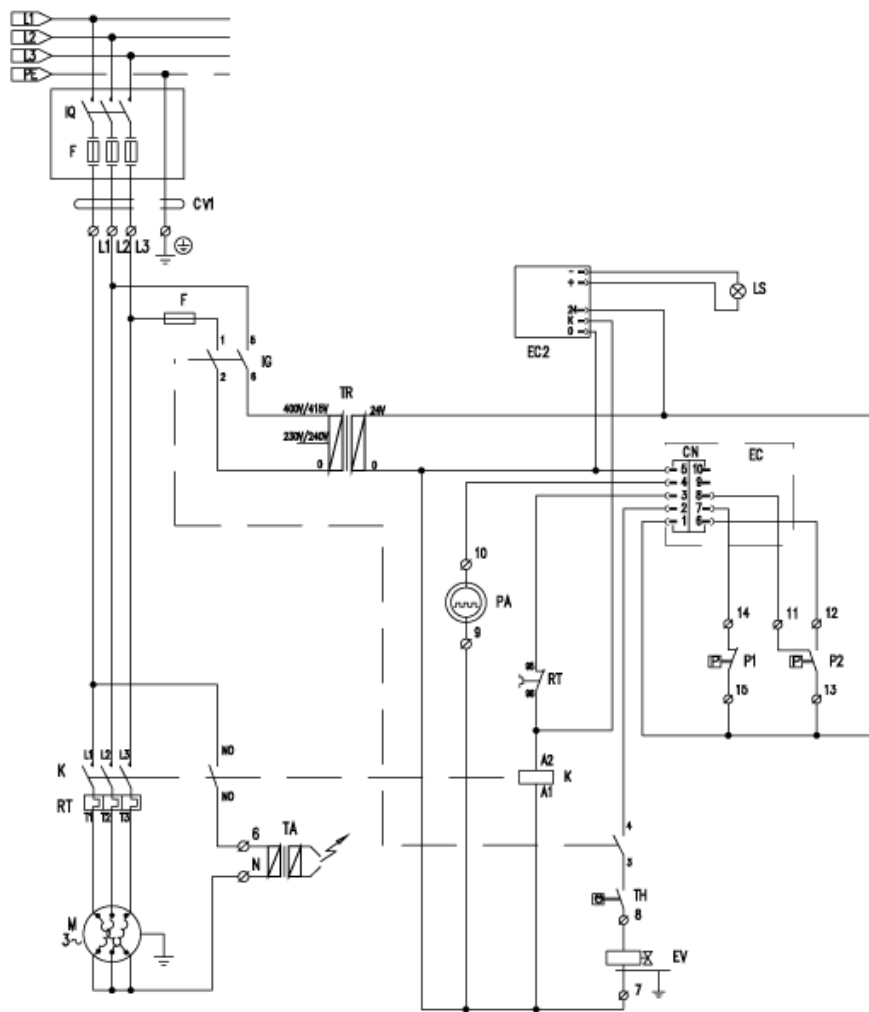 L1
L2
L3
PE
IQ
F
CV1
L1 L2 L3
F
1 5
IG
2 6
TR
400V/415V 24V
230V/240V
0 0
- 
+
24
K
0
EC2
LS
CN EC
5 10
4 9
3 8
2 7
1 6
10
PA
9
14 11 12
P P1 P P2
15 13
95
RT
96
NO
L1 L2 L3
K
A2
K
A1
NO
RT
T1 T2 T3
6 TA
N
4
3
TH
8
M
3~
EV
7